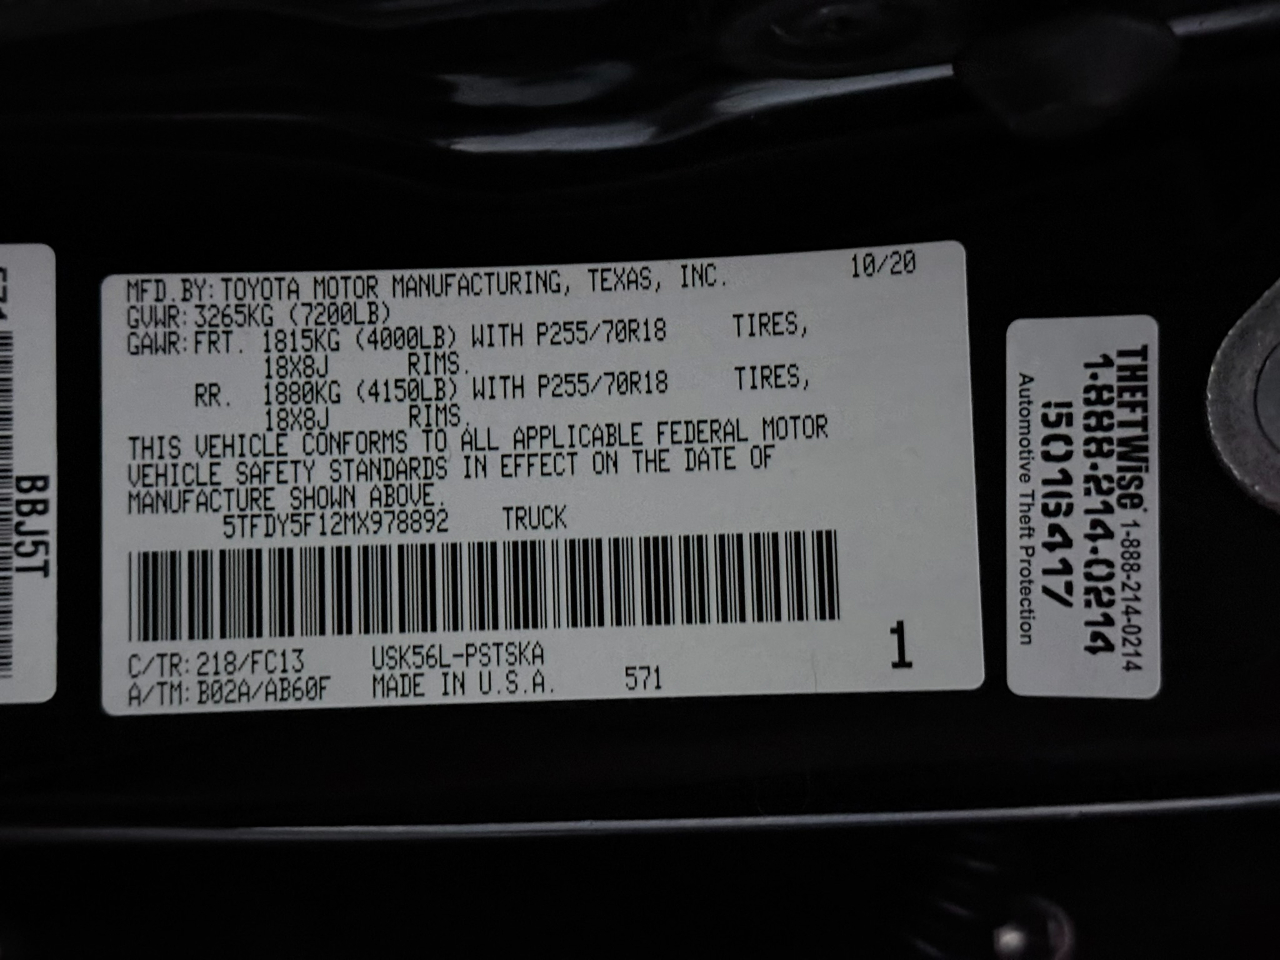 BBJ5T
MFD.BY: TOYOTA MOTOR MANUFACTURING, TEXAS, INC. 10/20
GVWR: 3265KG (7200LB)
GAWR: FRT. 1815KG (4000LB) WITH P255/70R18 TIRES,
18X8J RIMS.
RR. 1880KG (4150LB) WITH P255/70R18 TIRES,
18X8J RIMS.
THIS VEHICLE CONFORMS TO ALL APPLICABLE FEDERAL MOTOR
VEHICLE SAFETY STANDARDS IN EFFECT ON THE DATE OF
MANUFACTURE SHOWN ABOVE.
5TFDY5F12MX978892 TRUCK
C/TR: 218/FC13 USK56L-PSTSKA
A/TM: B02A/AB60F MADE IN U.S.A. 571
1
THEFTWise. 1-888-214-0214
1-888-214-0214
Automotive Theft Protection